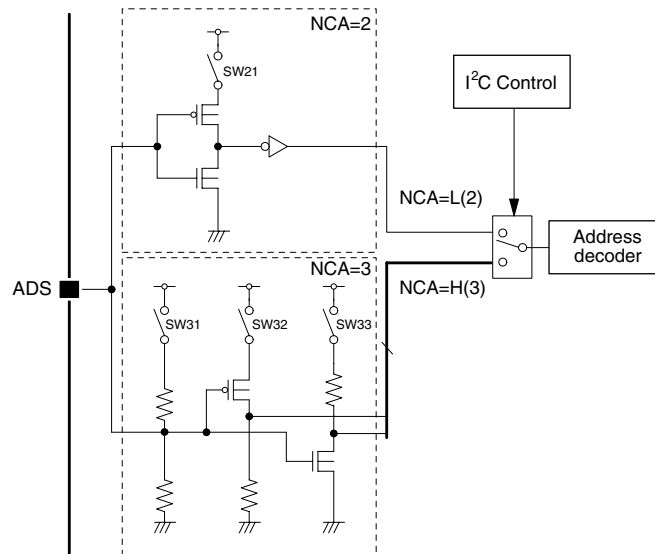 NCA=2
SW21
I²C Control
NCA=L(2)
Address
decoder
NCA=3
ADS
NCA=H(3)
SW31
SW32
SW33